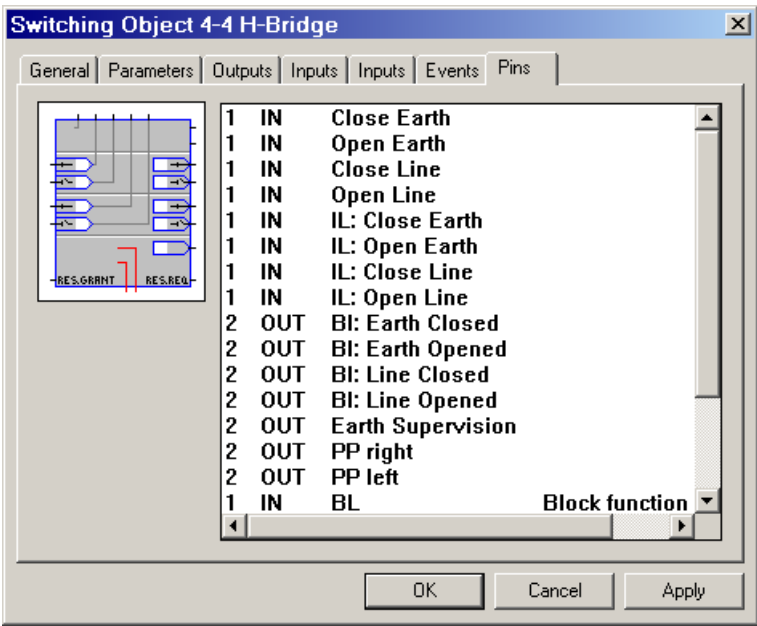 Switching Object 4-4 H-Bridge
General Parameters Outputs Inputs Inputs Events Pins
RES.GRANT RES.REQ
1 IN Close Earth
1 IN Open Earth
1 IN Close Line
1 IN Open Line
1 IN IL: Close Earth
1 IN IL: Open Earth
1 IN IL: Close Line
1 IN IL: Open Line
2 OUT BI: Earth Closed
2 OUT BI: Earth Opened
2 OUT BI: Line Closed
2 OUT BI: Line Opened
2 OUT Earth Supervision
2 OUT PP right
2 OUT PP left
1 IN BL Block function
OK Cancel Apply